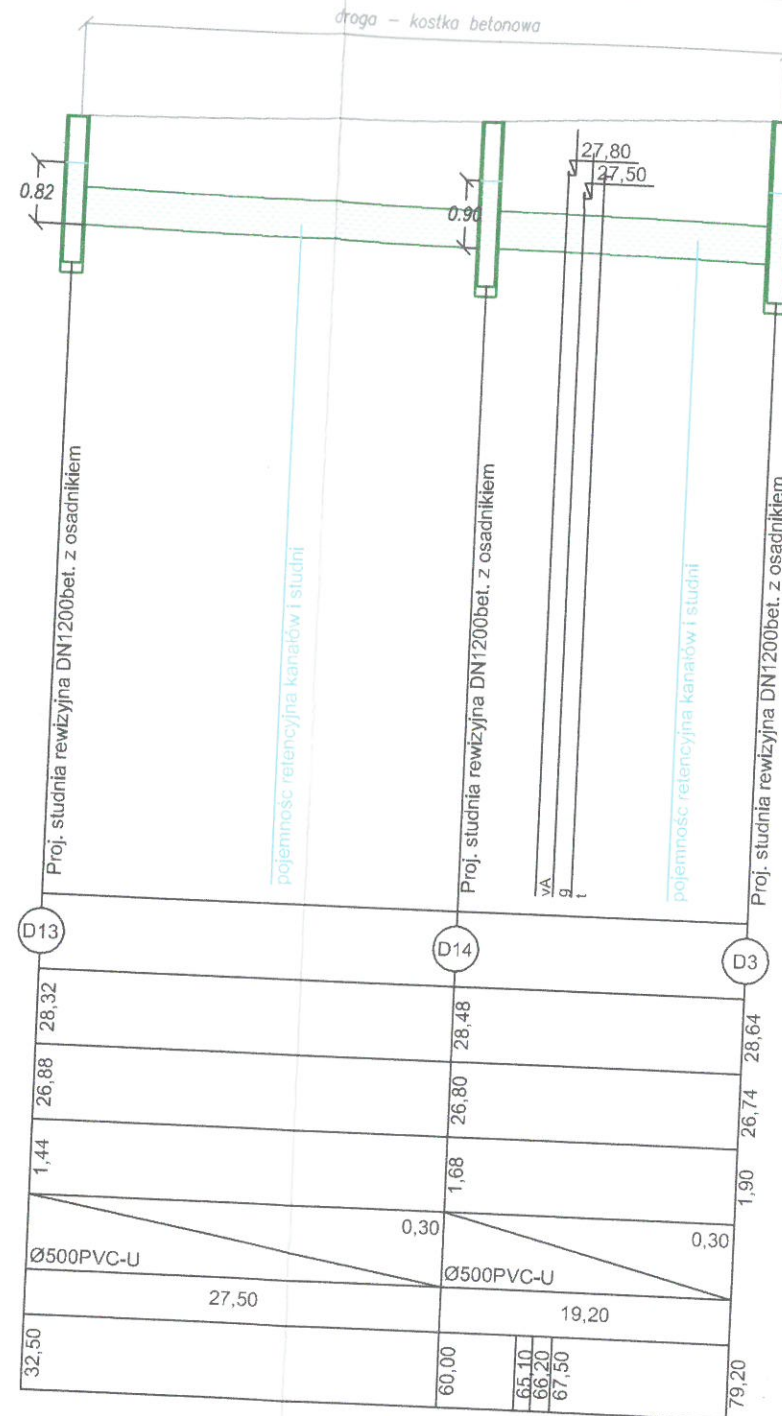 droga – kostka betonowa
0.82
0.90
27,80
27,50
Proj. studnia rewizyjna DN1200bet. z osadnikiem
pojemnośc retencyjna kanałów i studni
Proj. studnia rewizyjna DN1200bet. z osadnikiem
vA
g
t
pojemnośc retencyjna kanałów i studni
Proj. studnia rewizyjna DN1200bet. z osadnikiem
D13
D14
D3
28,32
28,48
28,64
26,88
26,80
26,74
1,44
1,68
1,90
0,30
0,30
Ø500PVC-U
Ø500PVC-U
27,50
19,20
32,50
60,00
65,10
66,20
67,50
79,20